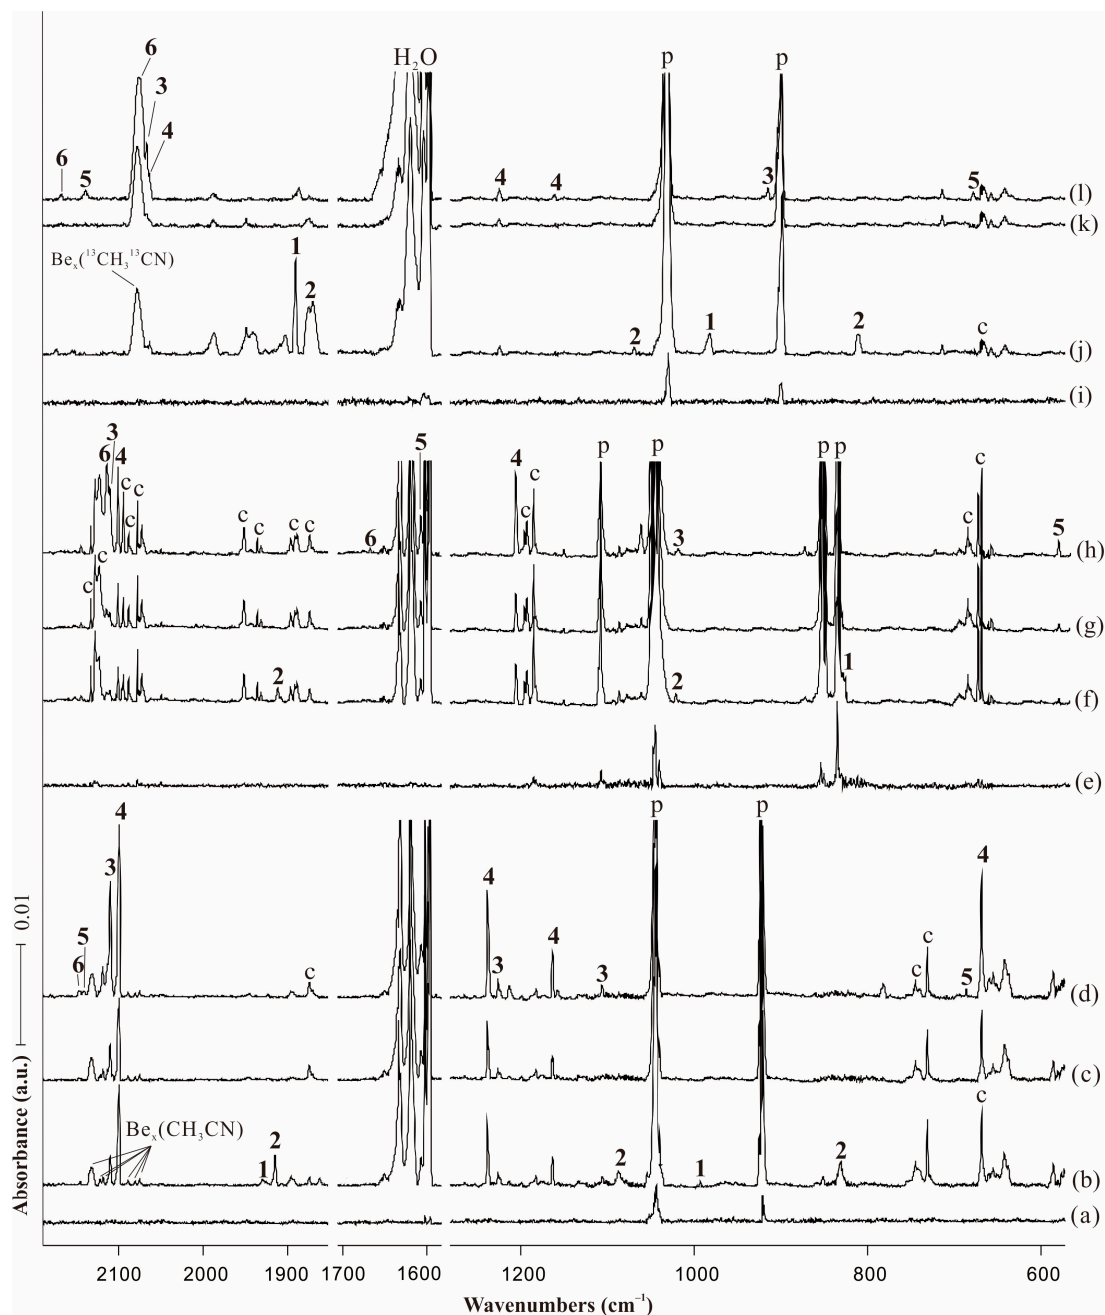 H₂O
p
p
6
3
4
6
5
4
4
3
5
(l)
(k)
Beₓ(¹³CH₃¹³CN)
1
2
2
1
2
c
(j)
(i)
6
3
4
c
c
c
c
c
c
6
5
4
c
c
p
p
3
p
p
c
c
5
(h)
c
c
(g)
2
2
1
(f)
(e)
4
3
5
6
c
4
3
4
3
p
p
c
c
5
4
(d)
(c)
Beₓ(CH₃CN)
1
2
2
1
2
c
(b)
(a)
Absorbance (a.u.) 0.01
2100 2000 1900 1700 1600 1200 1000 800 600
Wavenumbers (cm⁻¹)